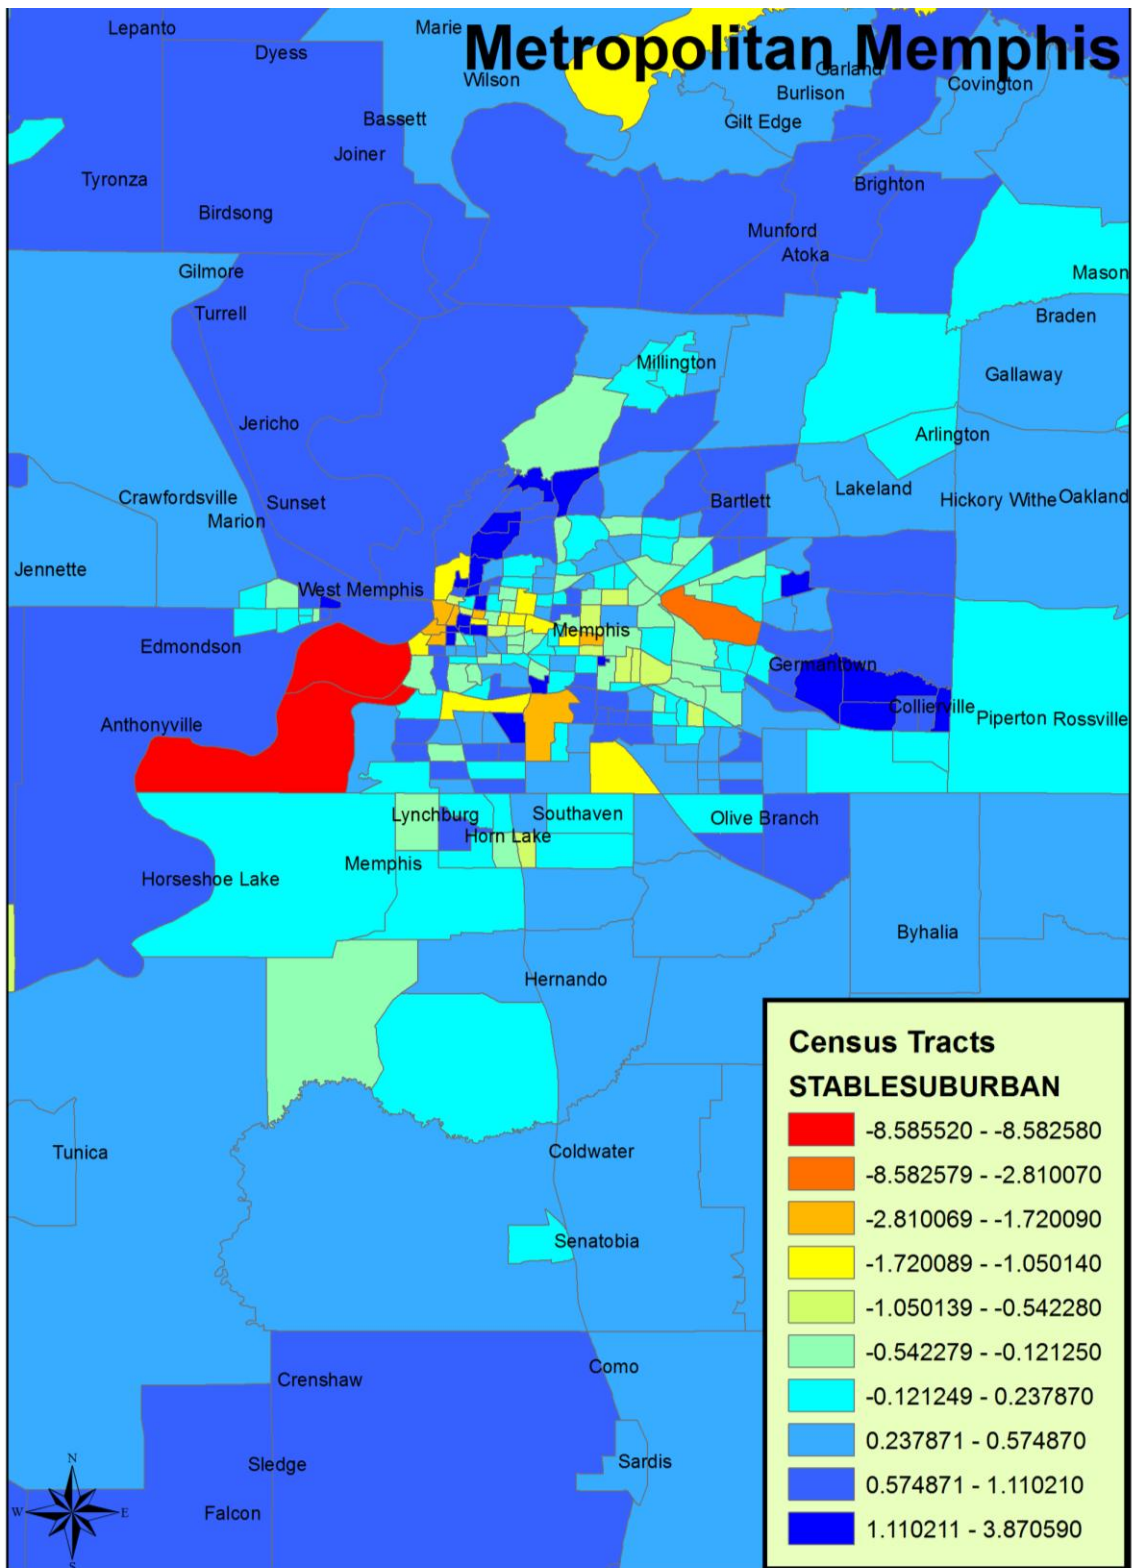 Lepanto
Marie
Metropolitan Memphis
Dyess
Wilson
Garland
Burlison
Covington
Bassett
Gilt Edge
Joiner
Tyronza
Brighton
Birdsong
Munford
Atoka
Gilmore
Mason
Turrell
Braden
Millington
Gallaway
Jericho
Arlington
Crawfordsville
Sunset
Bartlett
Lakeland
Hickory Withe
Oakland
Marion
Jennette
West Memphis
Memphis
Edmondson
Germantown
Collierville
Anthonyville
Piperton
Rossville
Lynchburg
Southaven
Olive Branch
Horn Lake
Memphis
Horseshoe Lake
Byhalia
Hernando
Tunica
Coldwater
Senatobia
Crenshaw
Como
Sledge
Sardis
Falcon
N
W E
S
Census Tracts
STABLESUBURBAN
-8.585520 - -8.582580
-8.582579 - -2.810070
-2.810069 - -1.720090
-1.720089 - -1.050140
-1.050139 - -0.542280
-0.542279 - -0.121250
-0.121249 - 0.237870
0.237871 - 0.574870
0.574871 - 1.110210
1.110211 - 3.870590